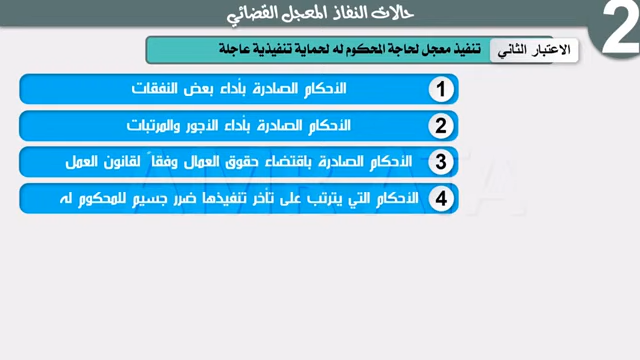 حالات النفاذ المعجل القضائي
2
الاعتبار الثاني
تنفيذ معجل لحاجة المحكوم له لحماية تنفيذية عاجلة
1 الأحكام الصادرة بأداء بعض النفقات
2 الأحكام الصادرة بأداء الأجور والمرتبات
3 الأحكام الصادرة باقتضاء حقوق العمال وفقاً لقانون العمل
4 الأحكام التي يترتب على تأخر تنفيذها ضرر جسيم للمحكوم له
AMR ATA